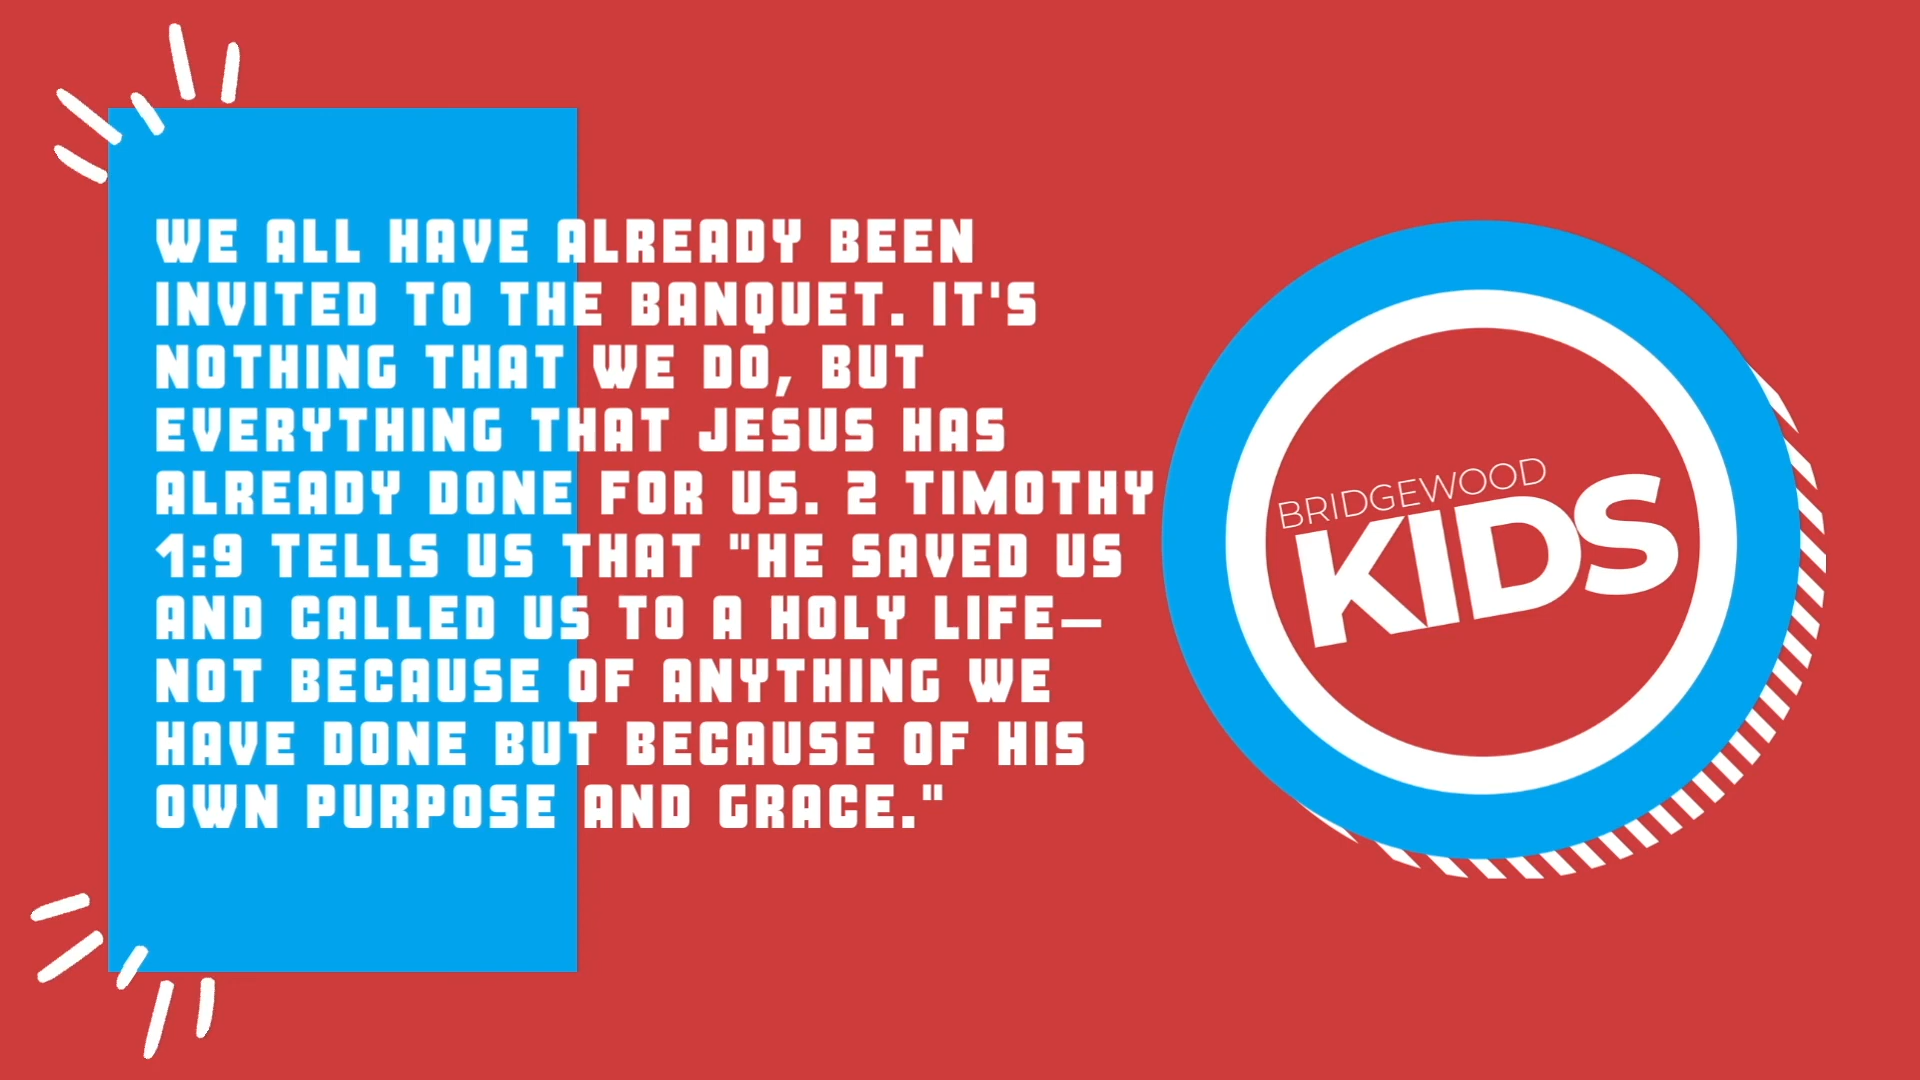 WE ALL HAVE ALREADY BEEN
INVITED TO THE BANQUET. IT'S
NOTHING THAT WE DO, BUT
EVERYTHING THAT JESUS HAS
ALREADY DONE FOR US. 2 TIMOTHY
1:9 TELLS US THAT "HE SAVED US
AND CALLED US TO A HOLY LIFE—
NOT BECAUSE OF ANYTHING WE
HAVE DONE BUT BECAUSE OF HIS
OWN PURPOSE AND GRACE."
BRIDGEWOOD
KIDS